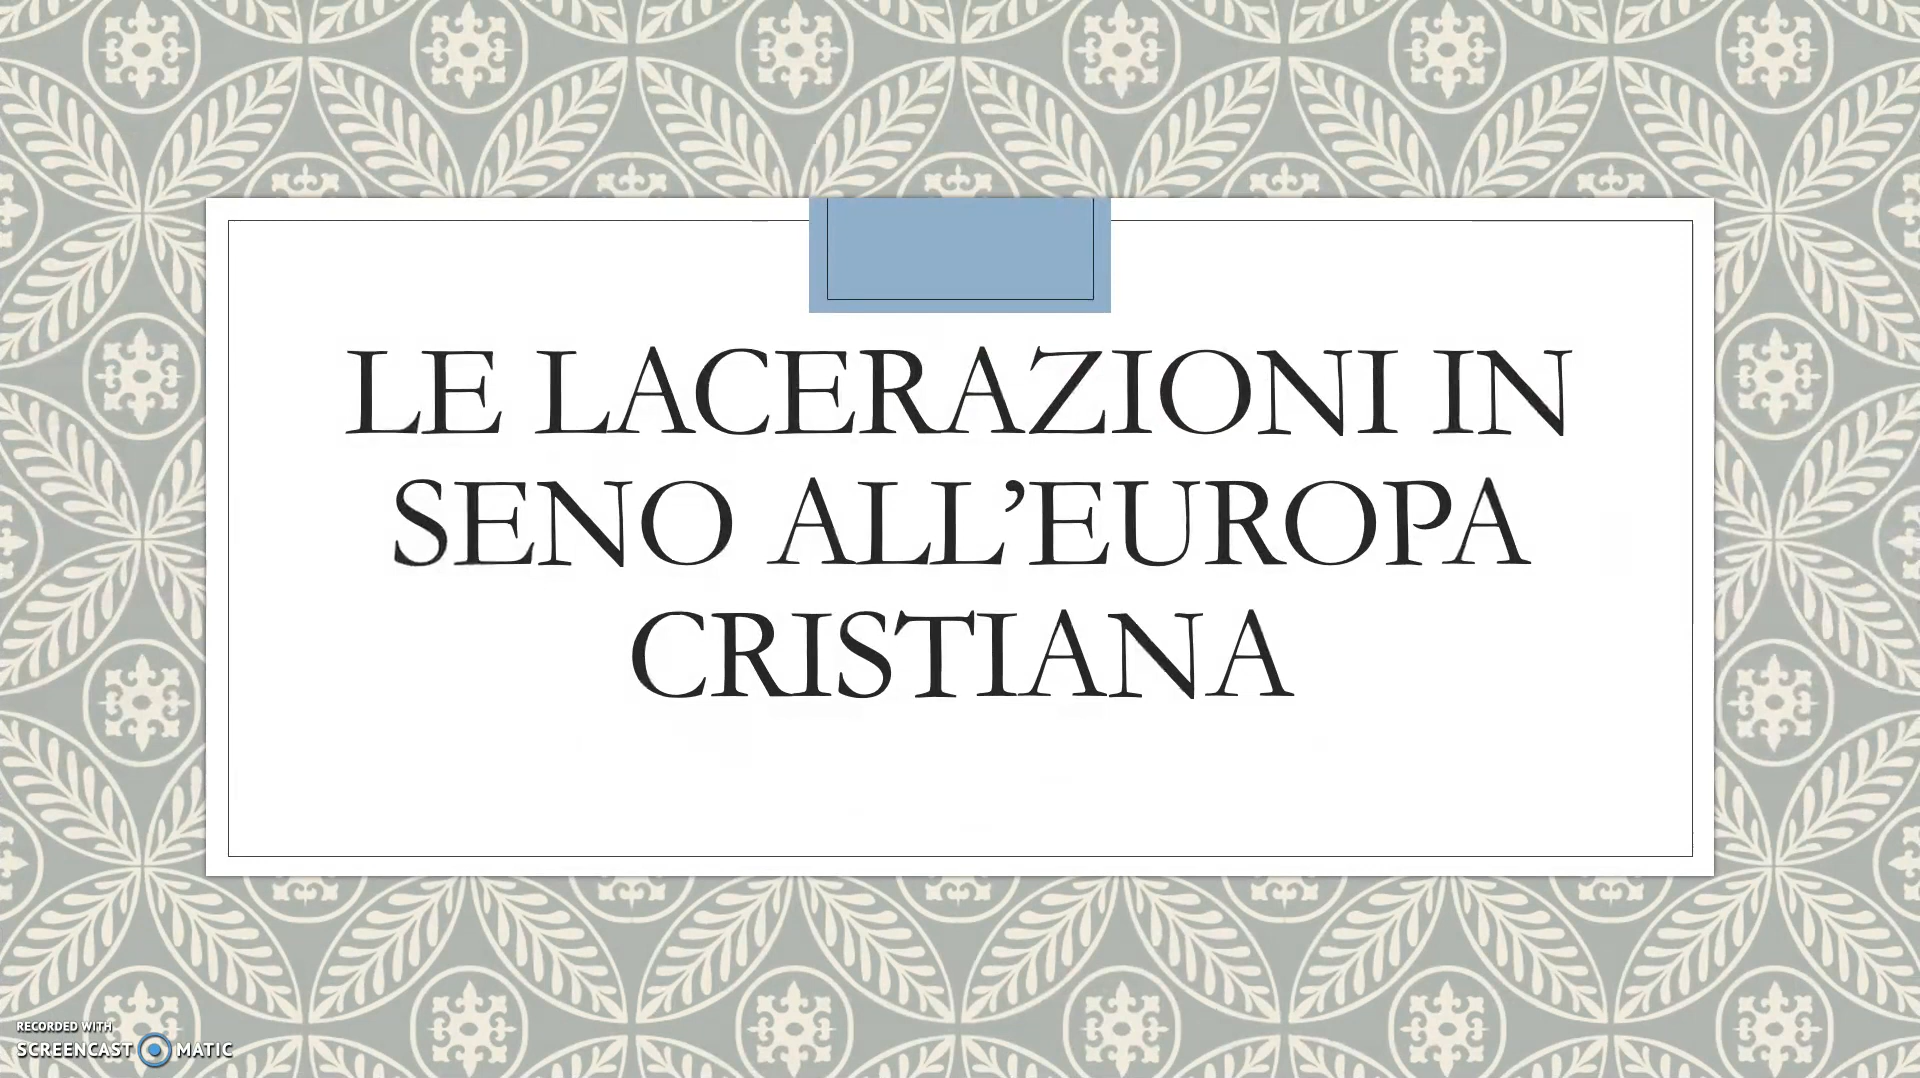 LE LACERAZIONI IN
SENO ALL’EUROPA
CRISTIANA
RECORDED WITH
SCREENCAST MATIC